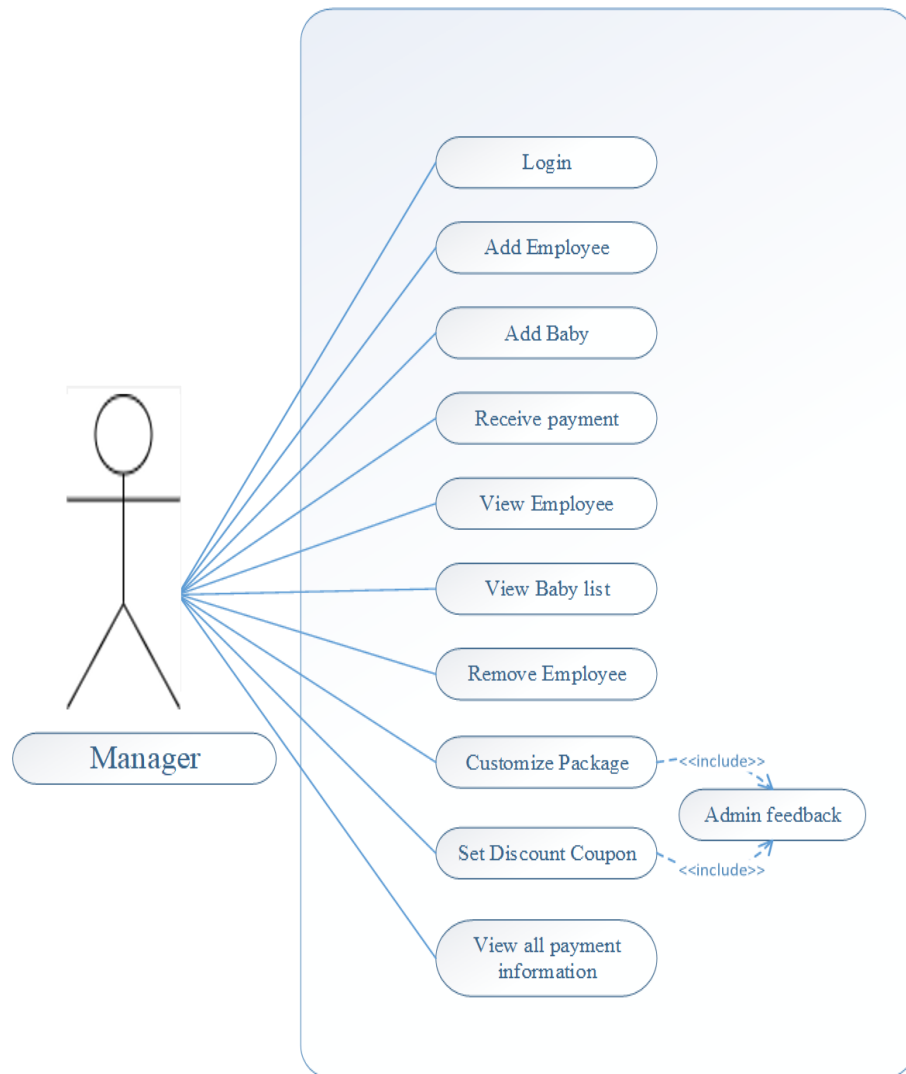 Login
Add Employee
Add Baby
Receive payment
View Employee
View Baby list
Remove Employee
Manager
Customize Package
<<include>>
Admin feedback
Set Discount Coupon
<<include>>
View all payment
information